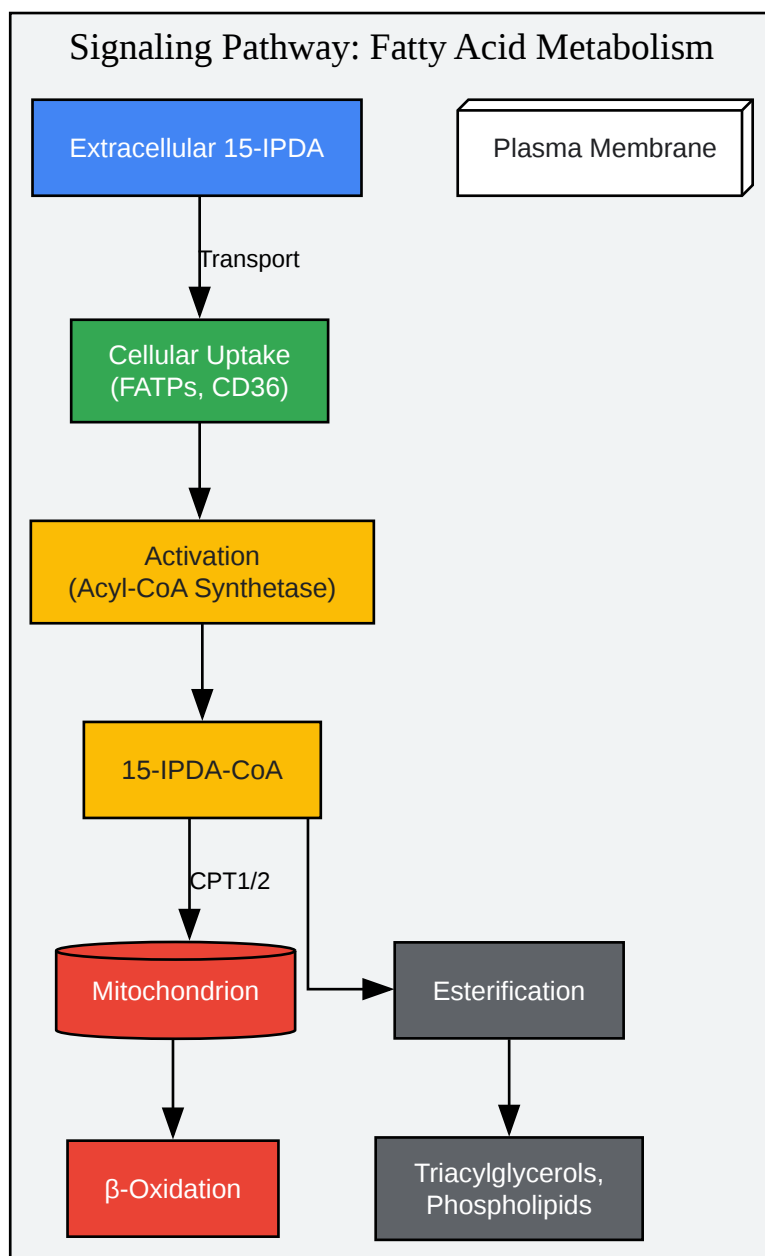 Signaling Pathway: Fatty Acid Metabolism
Extracellular 15-IPDA
Plasma Membrane
Transport
Cellular Uptake
(FATPs, CD36)
Activation
(Acyl-CoA Synthetase)
15-IPDA-CoA
CPT1/2
Mitochondrion
Esterification
β-Oxidation
Triacylglycerols,
Phospholipids